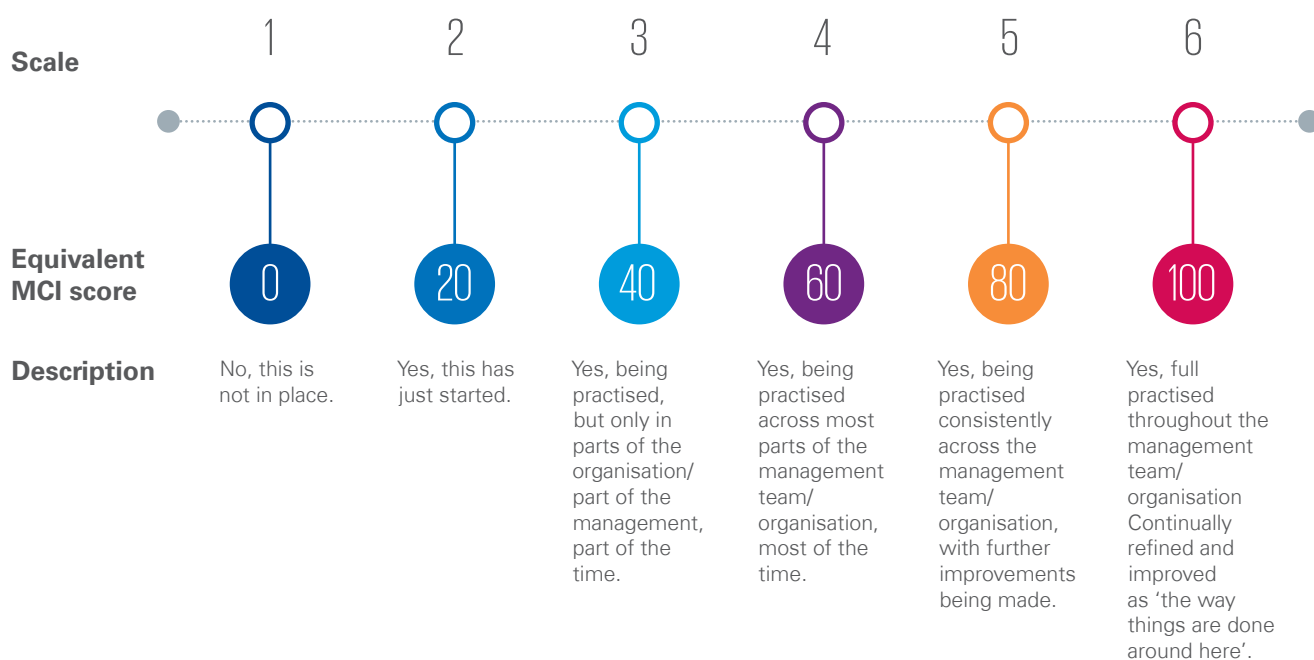 Scale
1
2
3
4
5
6
Equivalent
MCI score
0
20
40
60
80
100
Description
No, this is
not in place.
Yes, this has
just started.
Yes, being
practised,
but only in
parts of the
organisation/
part of the
management,
part of the
time.
Yes, being
practised
across most
parts of the
management
team/
organisation,
most of the
time.
Yes, being
practised
consistently
across the
management
team/
organisation,
with further
improvements
being made.
Yes, full
practised
throughout the
management
team/
organisation
Continually
refined and
improved
as ‘the way
things are done
around here’.